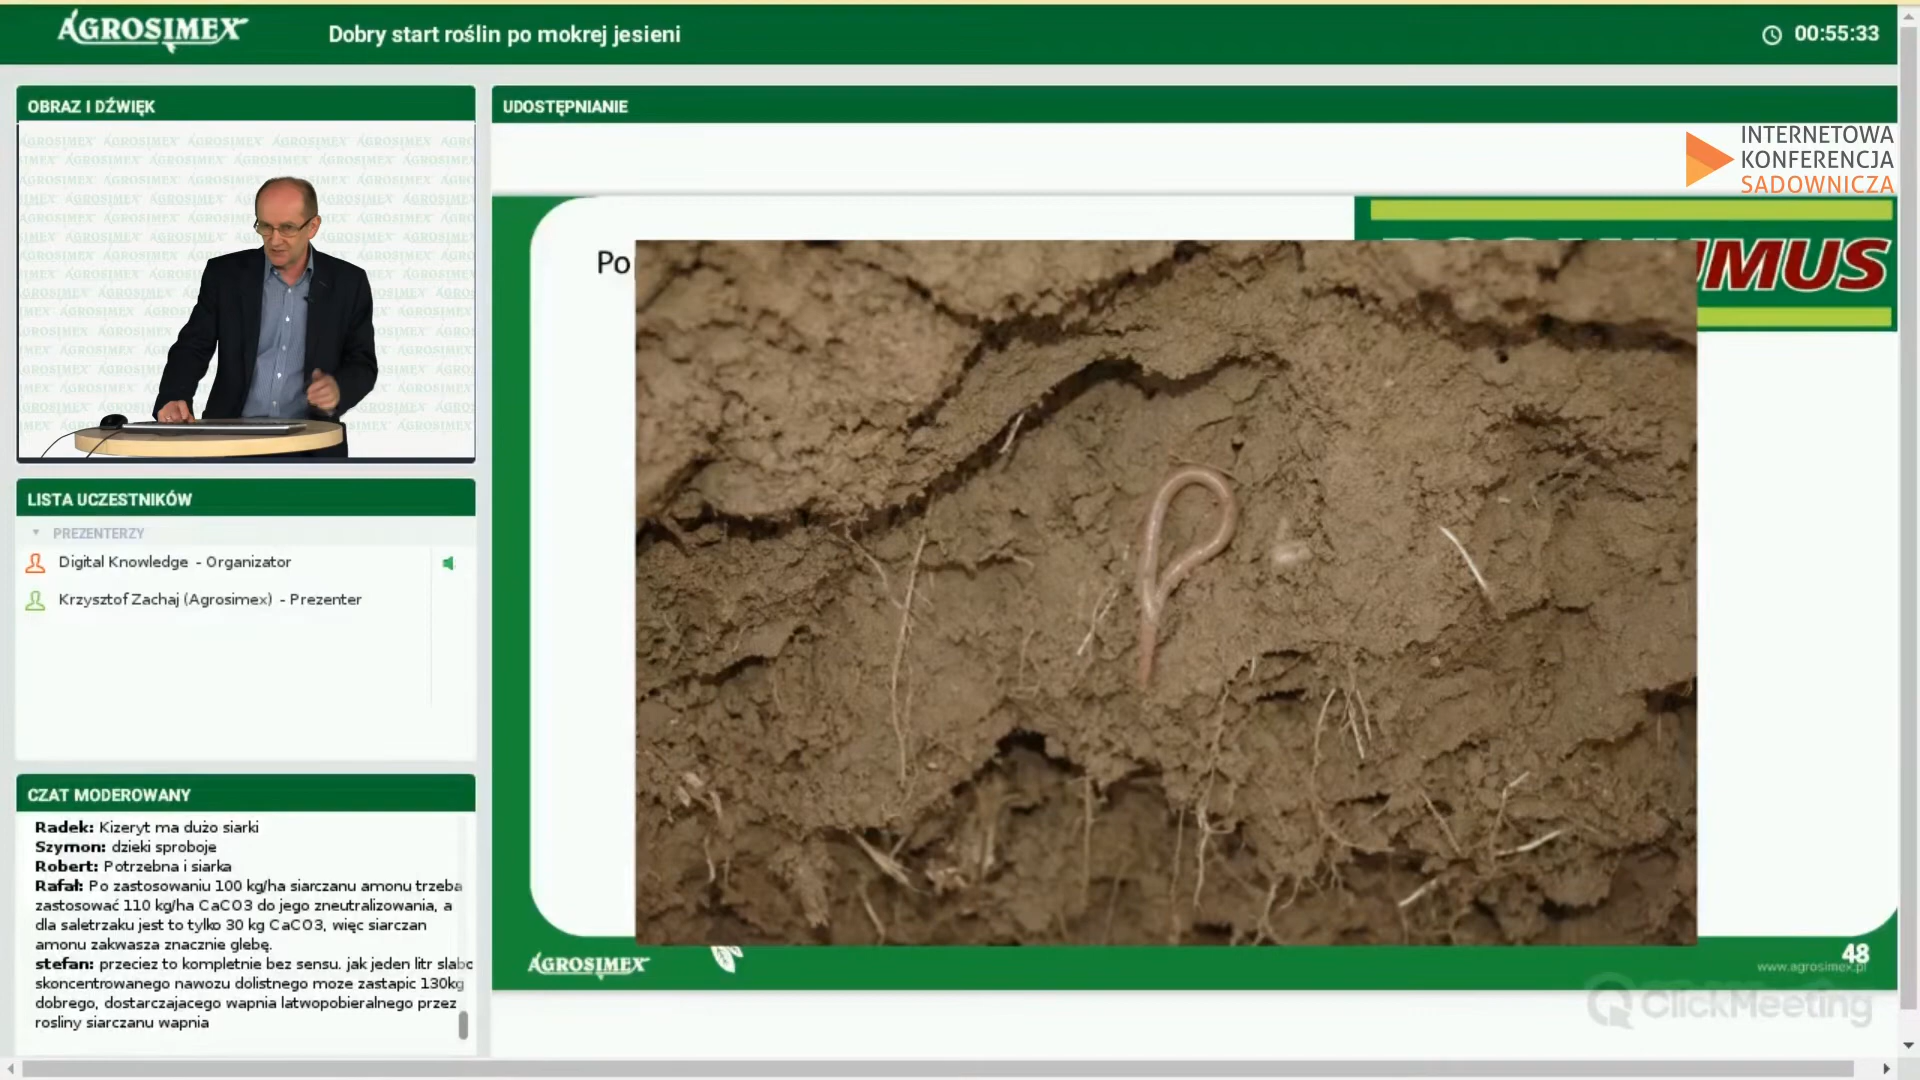 AGROSIMEX
Dobry start roślin po mokrej jesieni
00:55:33
OBRAZ I DŹWIĘK
LISTA UCZESTNIKÓW
PREZENTERZY
Digital Knowledge - Organizator
Krzysztof Zachaj (Agrosimex) - Prezenter
CZAT MODEROWANY
Radek: Kizeryt ma dużo siarki
Szymon: dzieki sproboje
Robert: Potrzebna i siarka
Rafał: Po zastosowaniu 100 kg/ha siarczanu amonu trzeba
zastosować 110 kg/ha CaCO3 do jego zneutralizowania, a
dla saletrzaku jest to tylko 30 kg CaCO3, więc siarczan
amonu zakwasza znacznie glebę.
stefan: przeciez to kompletnie bez sensu, jak jeden litr slabo
skoncentrowanego nawozu dolistnego moze zastapic 130kg
dobrego, dostarczajacego wapnia latwopobieralnego przez
rosliny siarczanu wapnia
UDOSTĘPNIANIE
INTERNETOWA
KONFERENCJA
SADOWNICZA
Po
UMUS
AGROSIMEX
48
www.agrosimex.pl
ClickMeeting